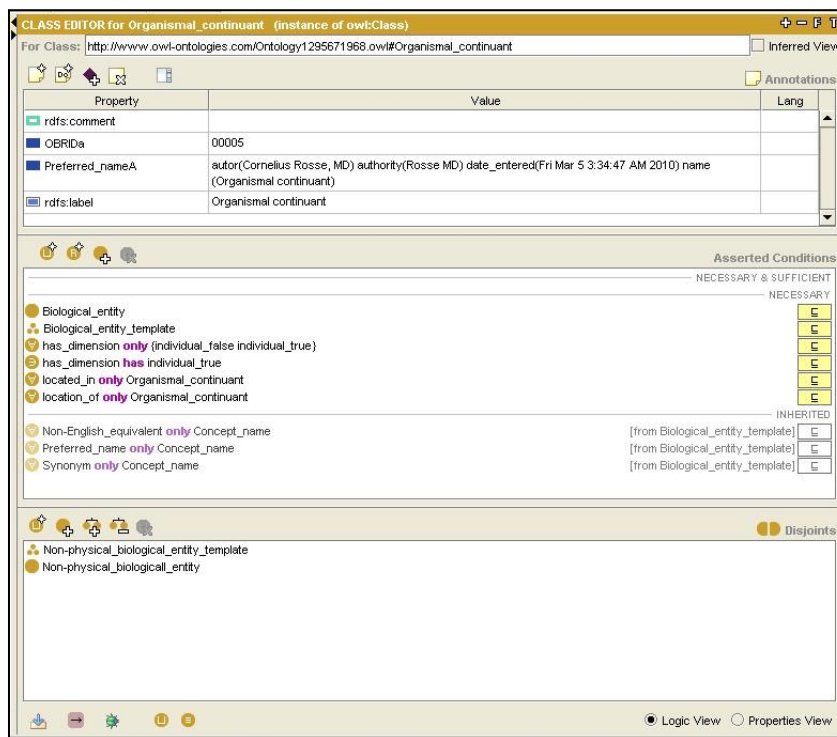 CLASS EDITOR for Organismal_continuant (instance of owl:Class)
For Class: http://www.owl-ontologies.com/Ontology1295671968.owl#Organismal_continuant
Inferred View
Annotations
Property Value Lang
rdfs:comment
OBRIDa 00005
Preferred_nameA autor(Cornelius Rosse, MD) authority(Rosse MD) date_entered(Fri Mar 5 3:34:47 AM 2010) name
(Organismal continuant)
rdfs:label Organismal continuant
Asserted Conditions
NECESSARY & SUFFICIENT
NECESSARY
Biological_entity
Biological_entity_template
has_dimension only {individual_false individual_true}
has_dimension has individual_true
located_in only Organismal_continuant
location_of only Organismal_continuant
INHERITED
Non-English_equivalent only Concept_name [from Biological_entity_template]
Preferred_name only Concept_name [from Biological_entity_template]
Synonym only Concept_name [from Biological_entity_template]
Disjoints
Non-physical_biological_entity_template
Non-physical_biologicall_entity
Logic View Properties View